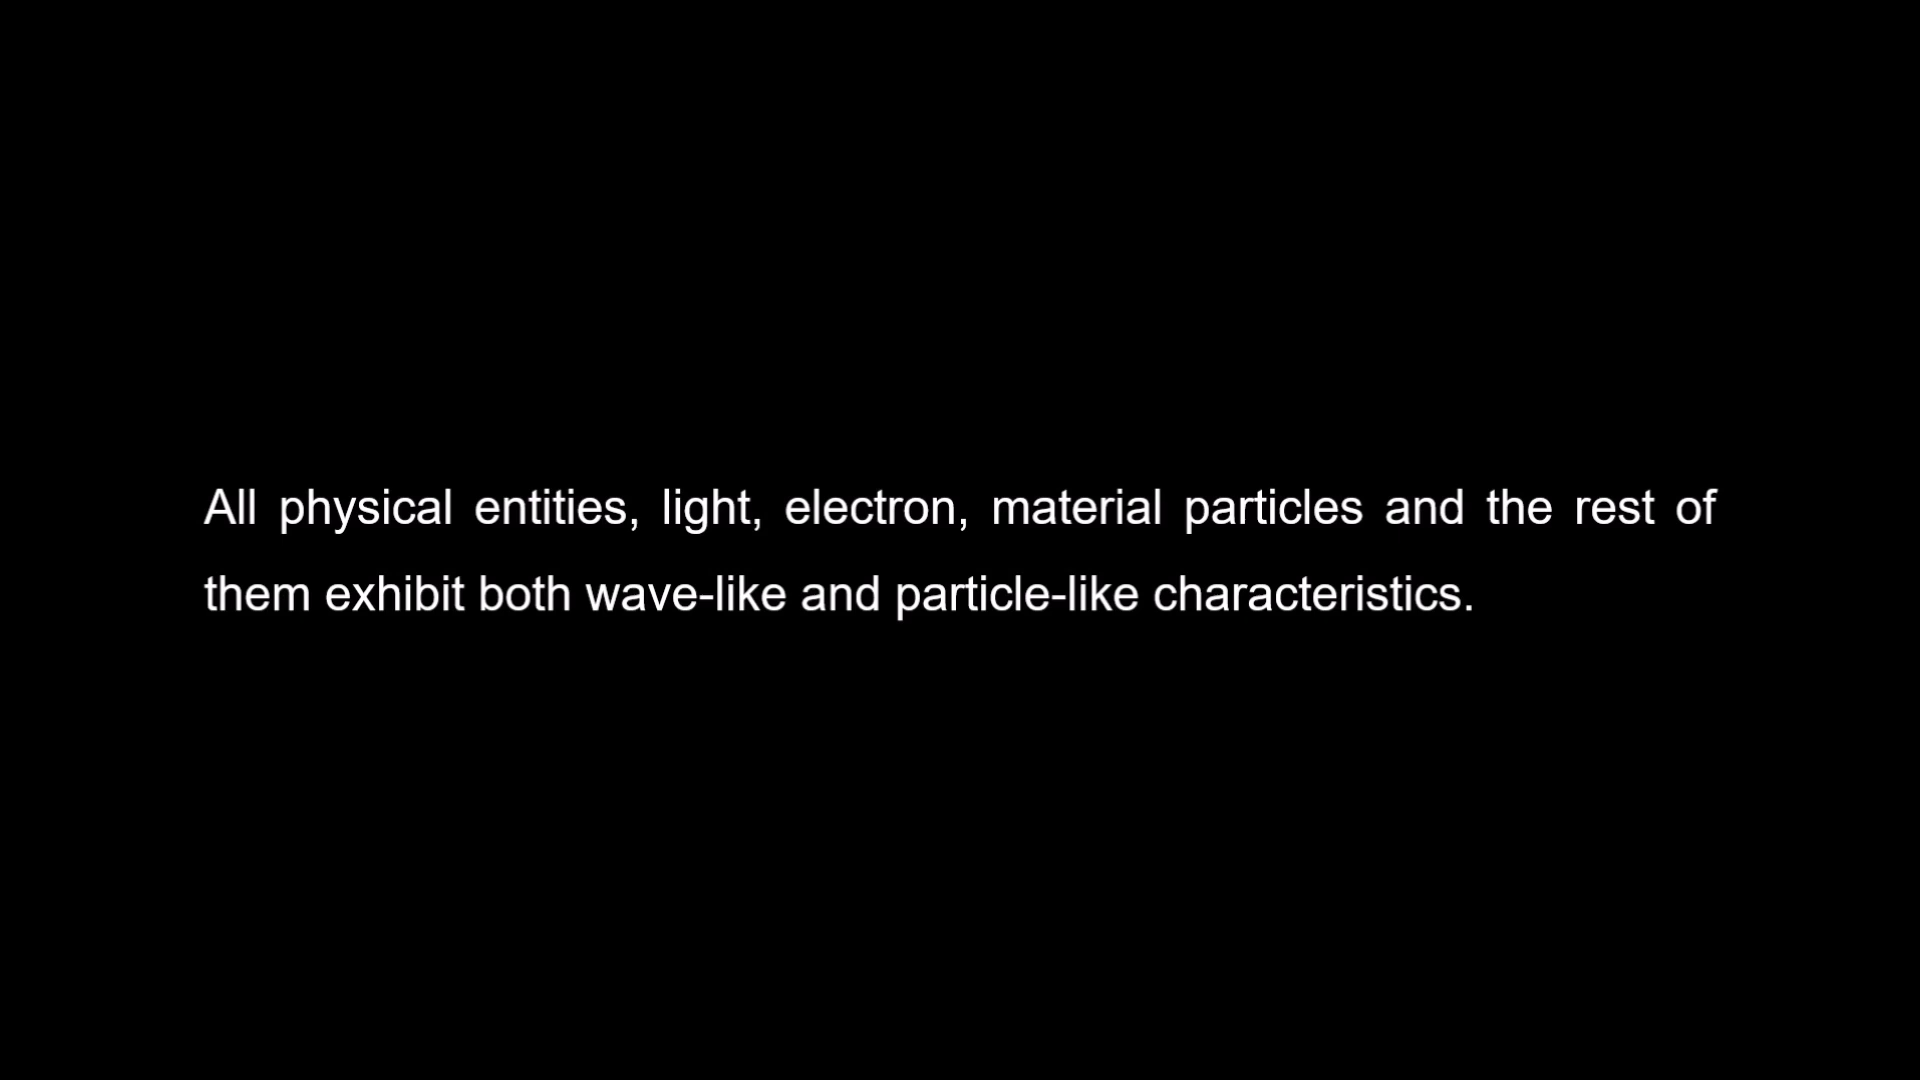 All physical entities, light, electron, material particles and the rest of
them exhibit both wave-like and particle-like characteristics.